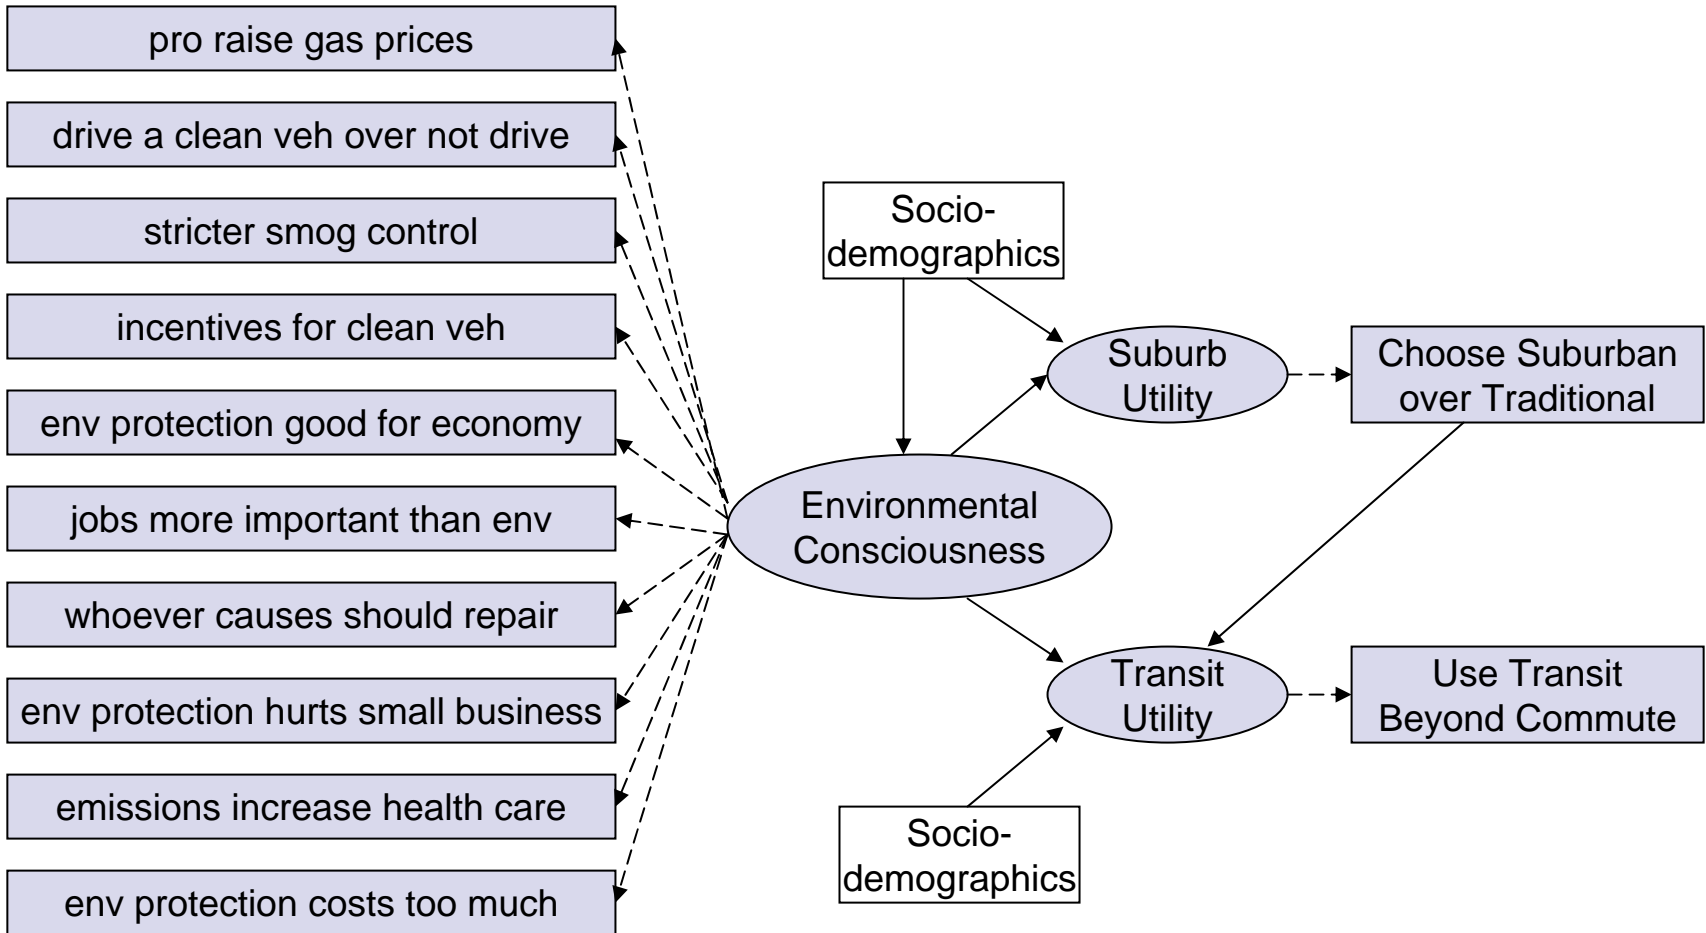 pro raise gas prices
drive a clean veh over not drive
stricter smog control
incentives for clean veh
env protection good for economy
jobs more important than env
whoever causes should repair
env protection hurts small business
emissions increase health care
env protection costs too much
Socio-
demographics
Environmental
Consciousness
Suburb
Utility
Choose Suburban
over Traditional
Transit
Utility
Use Transit
Beyond Commute
Socio-
demographics